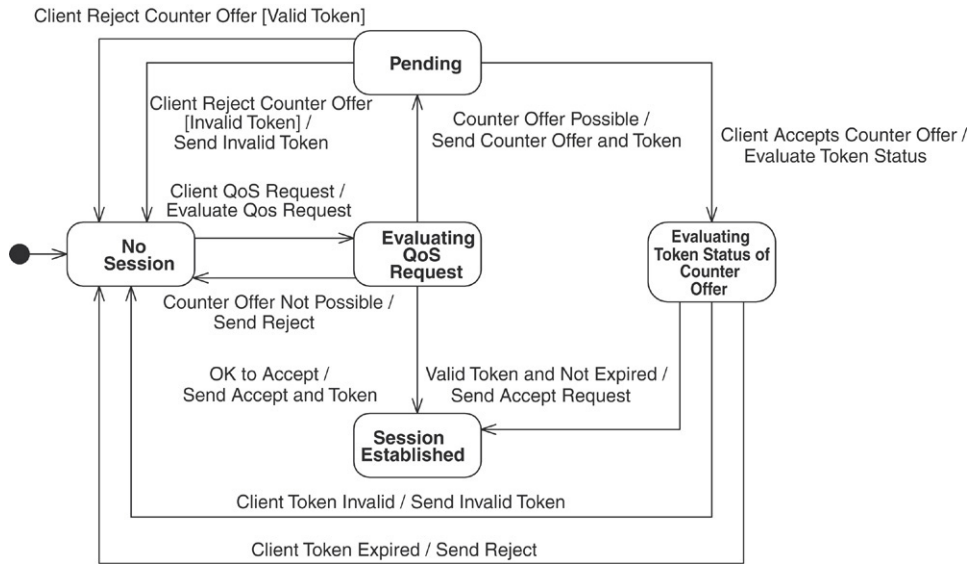 Client Reject Counter Offer [Valid Token]
Pending
Client Reject Counter Offer
[Invalid Token] /
Send Invalid Token
Counter Offer Possible /
Send Counter Offer and Token
Client Accepts Counter Offer /
Evaluate Token Status
Client QoS Request /
Evaluate Qos Request
No
Session
Evaluating
QoS
Request
Evaluating
Token Status of
Counter
Offer
Counter Offer Not Possible /
Send Reject
OK to Accept /
Send Accept and Token
Valid Token and Not Expired /
Send Accept Request
Session
Established
Client Token Invalid / Send Invalid Token
Client Token Expired / Send Reject